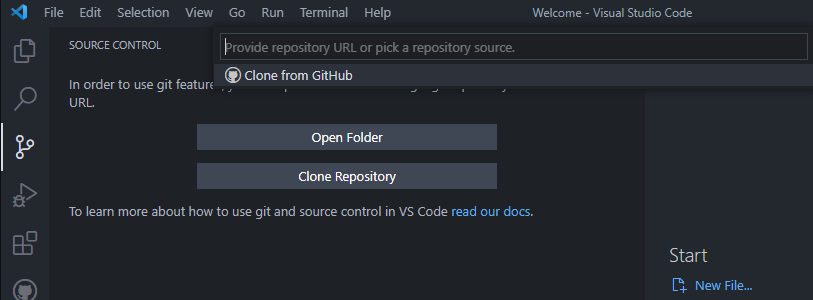 File Edit Selection View Go Run Terminal Help Welcome - Visual Studio Code
SOURCE CONTROL
Provide repository URL or pick a repository source.
Clone from GitHub
In order to use git feature
URL.
Open Folder
Clone Repository
To learn more about how to use git and source control in VS Code read our docs.
Start
New File...